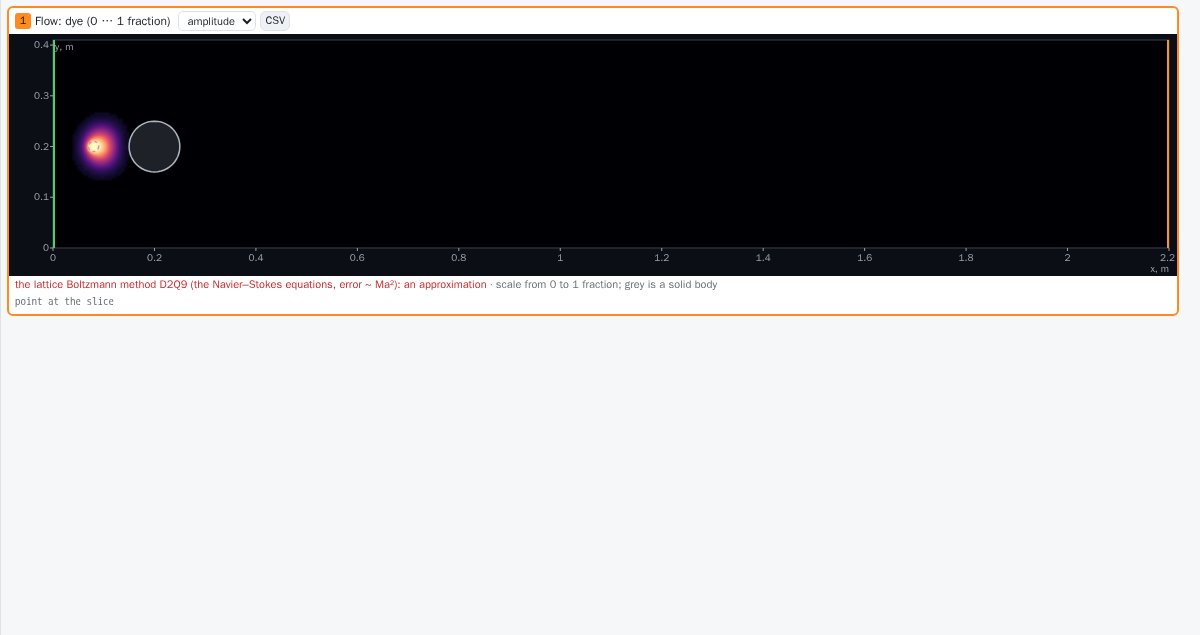 1 Flow: dye (0 ⋯ 1 fraction) amplitude CSV
0.4 y, m
0.3
0.2
0.1
0
0 0.2 0.4 0.6 0.8 1 1.2 1.4 1.6 1.8 2 2.2
x, m
the lattice Boltzmann method D2Q9 (the Navier—Stokes equations, error ~ Ma²): an approximation · scale from 0 to 1 fraction; grey is a solid body
point at the slice